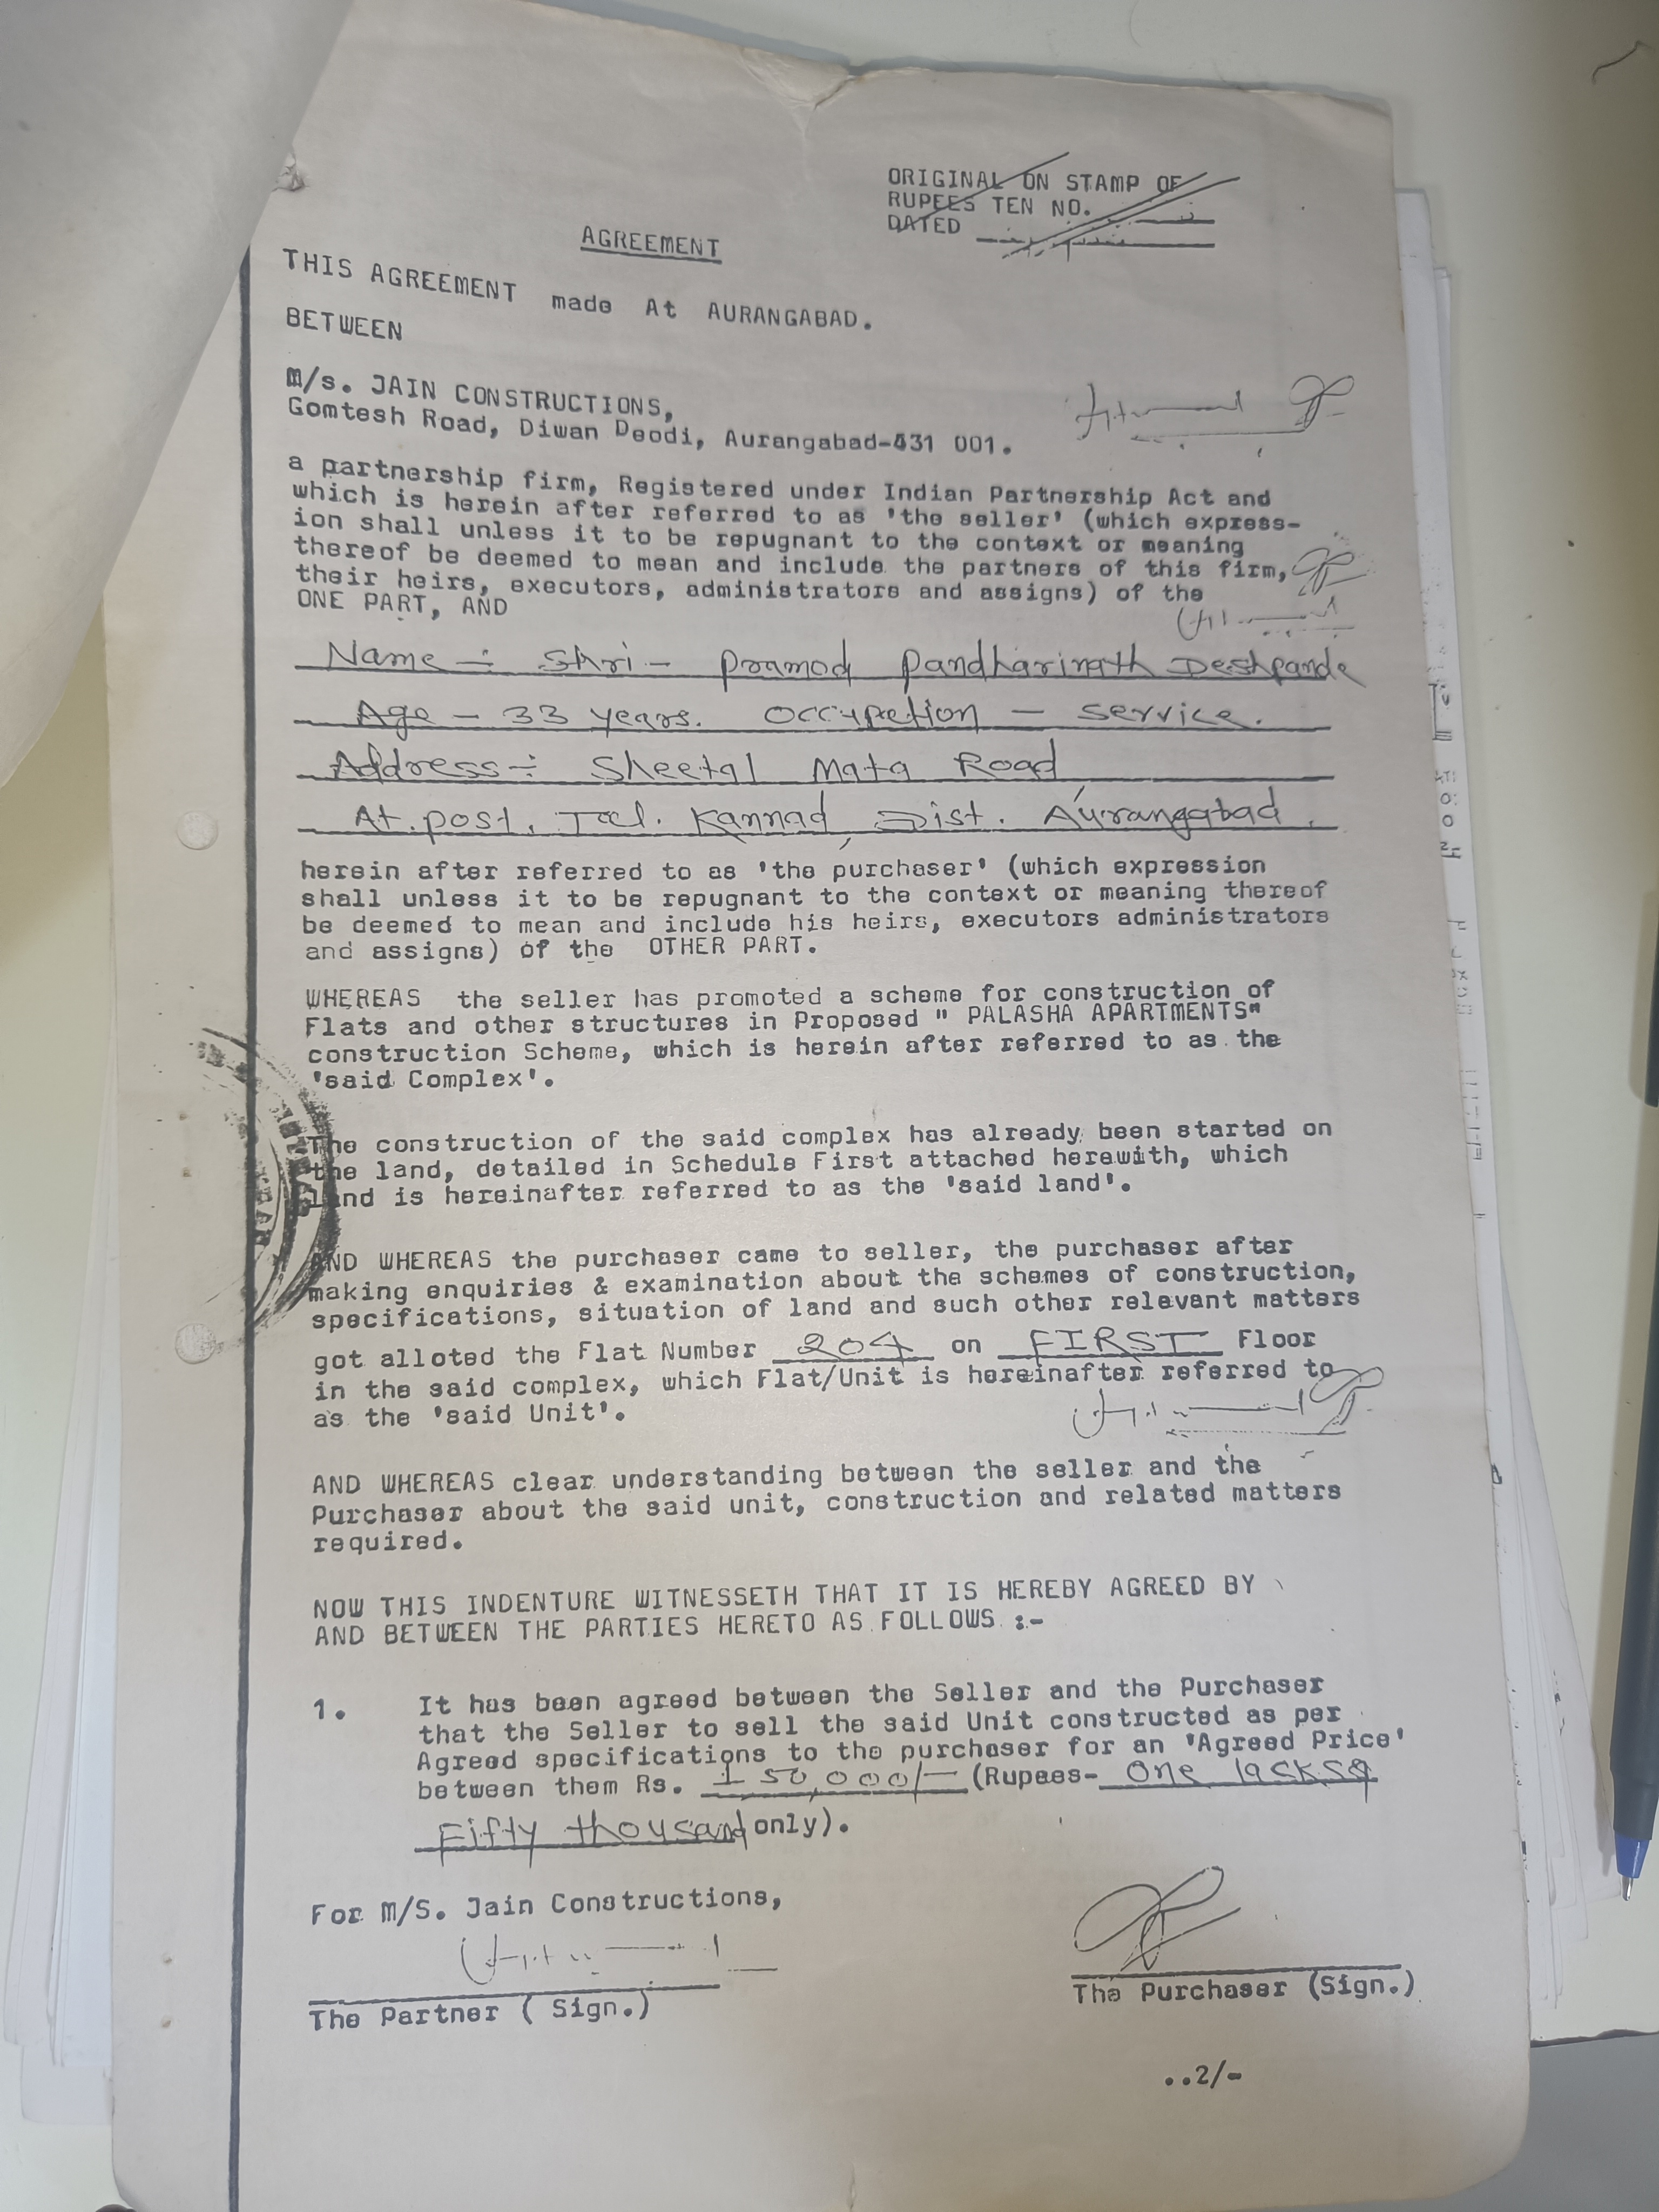 ORIGINAL ON STAMP OF
RUPEES TEN NO.
DATED
AGREEMENT
THIS AGREEMENT made At AURANGABAD.
BETWEEN
M/s. JAIN CONSTRUCTIONS,
Gomtesh Road, Diwan Deodi, Aurangabad-431 001.
a partnership firm, Registered under Indian Partnership Act and
which is herein after referred to as 'the seller' (which express-
ion shall unless it to be repugnant to the context or meaning
thereof be deemed to mean and include the partners of this firm,
their heirs, executors, administrators and assigns) of the
ONE PART, AND
Name :- Shri- Pramod Pandharinath Deshpande
Age - 33 years. Occupetion - service.
Address :- Sheetal Mata Road
At. post. Tal. Kannad, Dist. Aurangabad.
herein after referred to as 'the purchaser' (which expression
shall unless it to be repugnant to the context or meaning thereof
be deemed to mean and include his heirs, executors administrators
and assigns) of the OTHER PART.
WHEREAS the seller has promoted a scheme for construction of
Flats and other structures in Proposed " PALASHA APARTMENTS"
construction Scheme, which is herein after referred to as the
'said Complex'.
The construction of the said complex has already been started on
the land, detailed in Schedule First attached herewith, which
land is hereinafter referred to as the 'said land'.
AND WHEREAS the purchaser came to seller, the purchaser after
making enquiries & examination about the schemes of construction,
specifications, situation of land and such other relevant matters
got alloted the Flat Number 204 on FIRST Floor
in the said complex, which Flat/Unit is hereinafter referred to
as the 'said Unit'.
AND WHEREAS clear understanding between the seller and the
Purchaser about the said unit, construction and related matters
required.
NOW THIS INDENTURE WITNESSETH THAT IT IS HEREBY AGREED BY
AND BETWEEN THE PARTIES HERETO AS FOLLOWS :-
1. It has been agreed between the Seller and the Purchaser
that the Seller to sell the said Unit constructed as per
Agreed specifications to the purchaser for an 'Agreed Price'
between them Rs. 150,000/- (Rupees- One
Fifty thousand only).
For M/S. Jain Constructions,
The Partner ( Sign.)
The Purchaser (Sign.)
..2/-